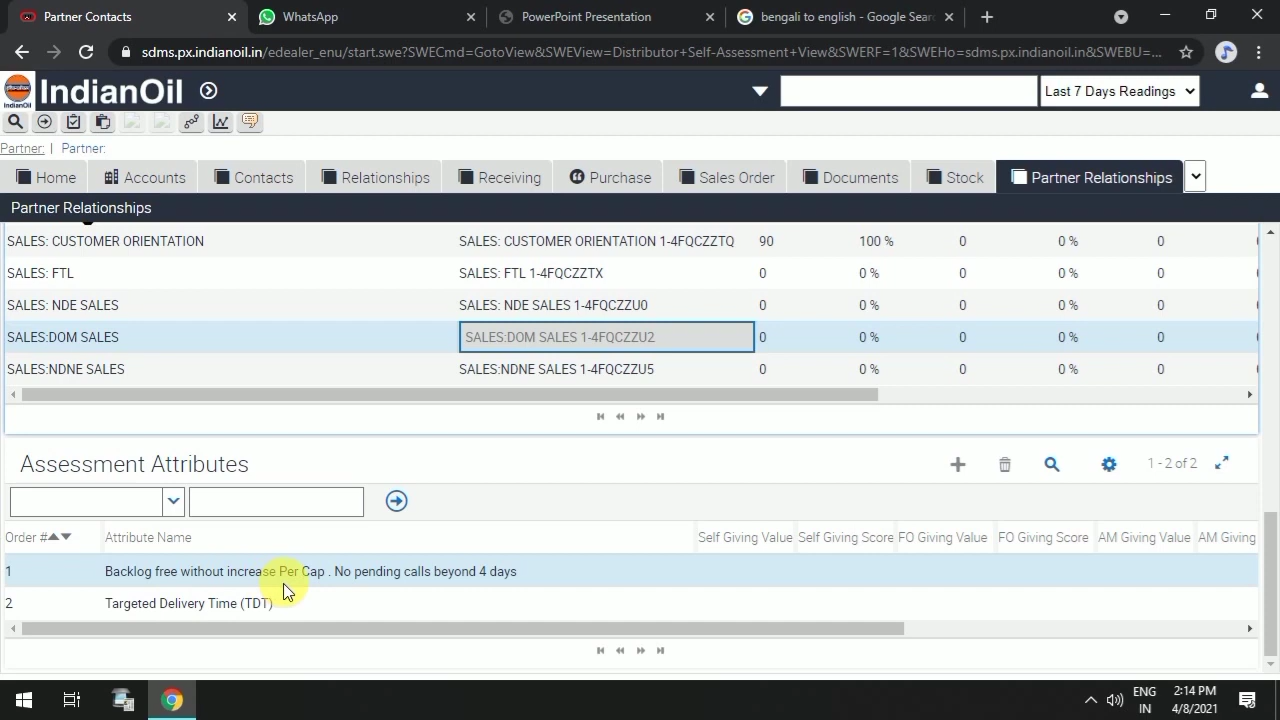 Partner Contacts
WhatsApp
PowerPoint Presentation
bengali to english - Google Sear
sdms.px.indianoil.in/edealer_enu/start.swe?SWECmd=GotoView&SWEView=Distributor+Self-Assessment+View&SWERF=1&SWEHo=sdms.px.indianoil.in&SWEBU=...
IndianOil
IndianOil
Last 7 Days Readings
Partner: | Partner:
Home
Accounts
Contacts
Relationships
Receiving
Purchase
Sales Order
Documents
Stock
Partner Relationships
Partner Relationships
SALES: CUSTOMER ORIENTATION SALES: CUSTOMER ORIENTATION 1-4FQCZZTQ 90 100 % 0 0 % 0
SALES: FTL SALES: FTL 1-4FQCZZTX 0 0 % 0 0 % 0
SALES: NDE SALES SALES: NDE SALES 1-4FQCZZU0 0 0 % 0 0 % 0
SALES:DOM SALES SALES:DOM SALES 1-4FQCZZU2 0 0 % 0 0 % 0
SALES:NDNE SALES SALES:NDNE SALES 1-4FQCZZU5 0 0 % 0 0 % 0
Assessment Attributes
1 - 2 of 2
Order # Attribute Name Self Giving Value Self Giving Score FO Giving Value FO Giving Score AM Giving Value AM Giving
1 Backlog free without increase Per Cap . No pending calls beyond 4 days
2 Targeted Delivery Time (TDT)
ENG
IN
2:14 PM
4/8/2021